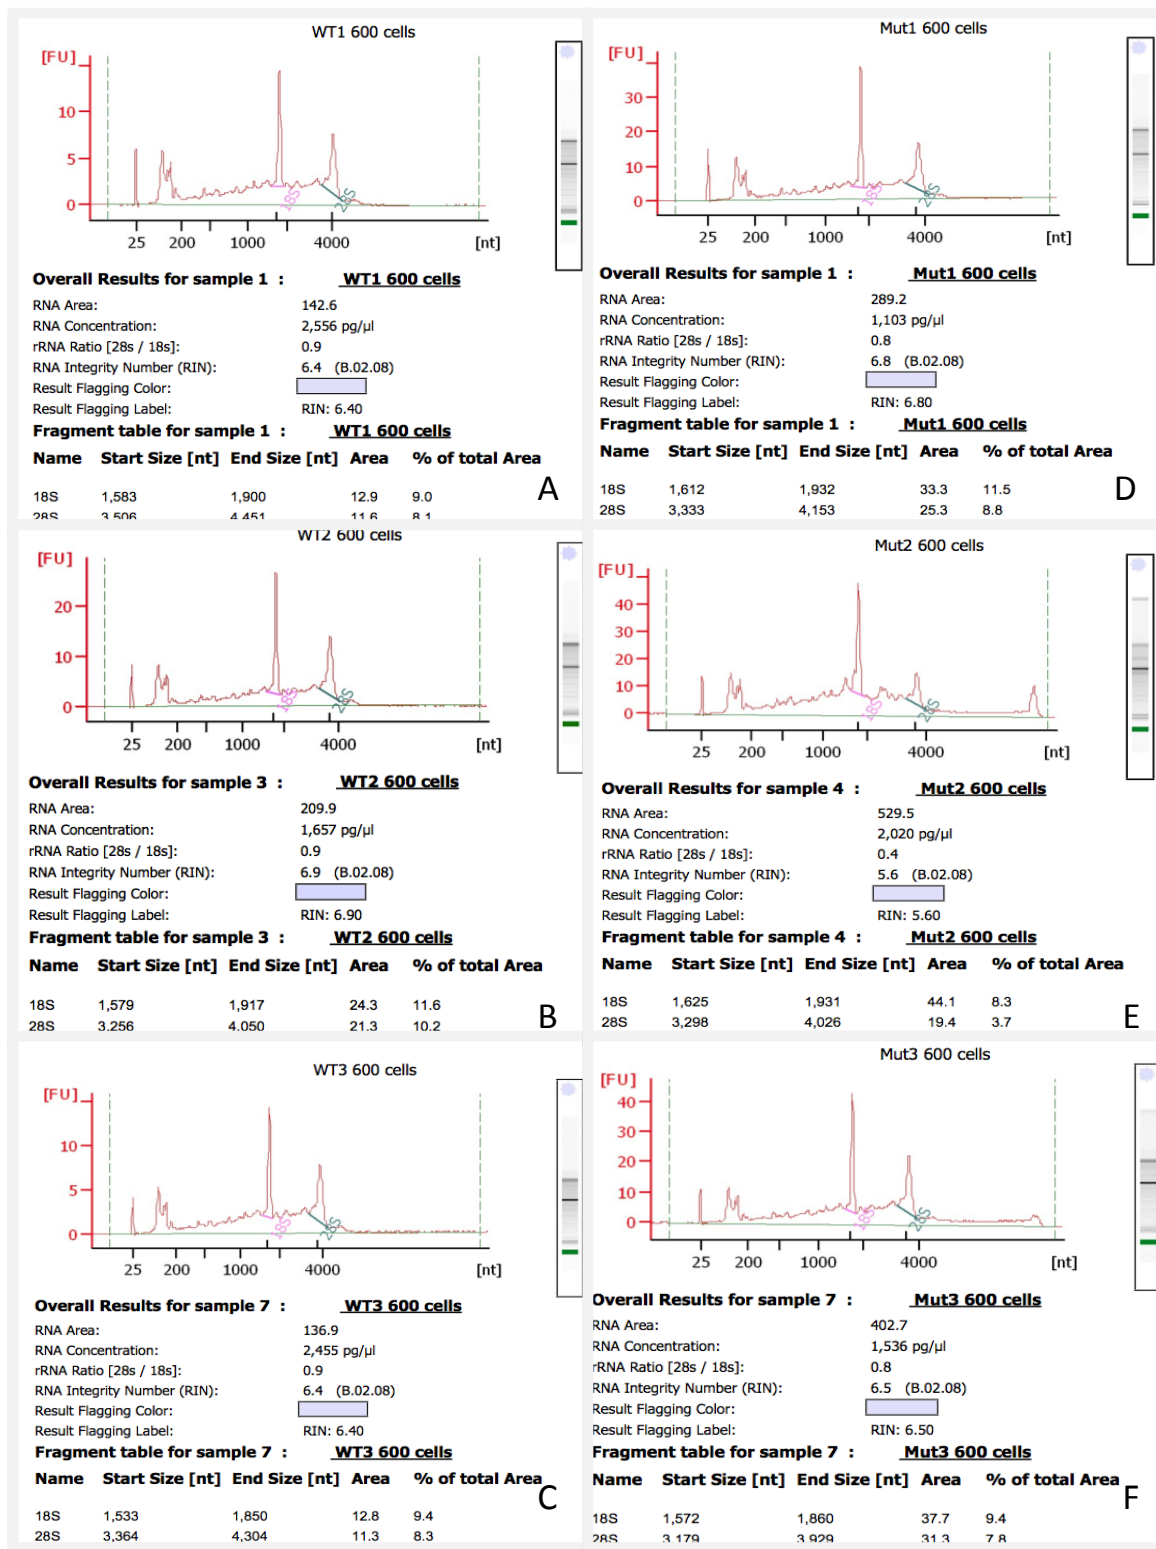 WT1 600 cells
[FU]
10
5
0
18S
28S
25 200 1000 4000 [nt]
Overall Results for sample 1 : WT1 600 cells
RNA Area: 142.6
RNA Concentration: 2,556 pg/µl
rRNA Ratio [28s / 18s]: 0.9
RNA Integrity Number (RIN): 6.4 (B.02.08)
Result Flagging Color:
Result Flagging Label: RIN: 6.40
Fragment table for sample 1 : WT1 600 cells
Name Start Size [nt] End Size [nt] Area % of total Area
18S 1,583 1,900 12.9 9.0
28S 3,506 4,451 11.6 8.1
A
Mut1 600 cells
[FU]
30
20
10
0
18S
28S
25 200 1000 4000 [nt]
Overall Results for sample 1 : Mut1 600 cells
RNA Area: 289.2
RNA Concentration: 1,103 pg/µl
rRNA Ratio [28s / 18s]: 0.8
RNA Integrity Number (RIN): 6.8 (B.02.08)
Result Flagging Color:
Result Flagging Label: RIN: 6.80
Fragment table for sample 1 : Mut1 600 cells
Name Start Size [nt] End Size [nt] Area % of total Area
18S 1,612 1,932 33.3 11.5
28S 3,333 4,153 25.3 8.8
D
WT2 600 cells
[FU]
20
10
0
18S
28S
25 200 1000 4000 [nt]
Overall Results for sample 3 : WT2 600 cells
RNA Area: 209.9
RNA Concentration: 1,657 pg/µl
rRNA Ratio [28s / 18s]: 0.9
RNA Integrity Number (RIN): 6.9 (B.02.08)
Result Flagging Color:
Result Flagging Label: RIN: 6.90
Fragment table for sample 3 : WT2 600 cells
Name Start Size [nt] End Size [nt] Area % of total Area
18S 1,579 1,917 24.3 11.6
28S 3,256 4,050 21.3 10.2
B
Mut2 600 cells
[FU]
40
30
20
10
0
18S
28S
25 200 1000 4000 [nt]
Overall Results for sample 4 : Mut2 600 cells
RNA Area: 529.5
RNA Concentration: 2,020 pg/µl
rRNA Ratio [28s / 18s]: 0.4
RNA Integrity Number (RIN): 5.6 (B.02.08)
Result Flagging Color:
Result Flagging Label: RIN: 5.60
Fragment table for sample 4 : Mut2 600 cells
Name Start Size [nt] End Size [nt] Area % of total Area
18S 1,625 1,931 44.1 8.3
28S 3,298 4,026 19.4 3.7
E
WT3 600 cells
[FU]
10
5
0
18S
28S
25 200 1000 4000 [nt]
Overall Results for sample 7 : WT3 600 cells
RNA Area: 136.9
RNA Concentration: 2,455 pg/µl
rRNA Ratio [28s / 18s]: 0.9
RNA Integrity Number (RIN): 6.4 (B.02.08)
Result Flagging Color:
Result Flagging Label: RIN: 6.40
Fragment table for sample 7 : WT3 600 cells
Name Start Size [nt] End Size [nt] Area % of total Area
18S 1,533 1,850 12.8 9.4
28S 3,364 4,304 11.3 8.3
C
Mut3 600 cells
[FU]
40
30
20
10
0
18S
28S
25 200 1000 4000 [nt]
Overall Results for sample 7 : Mut3 600 cells
RNA Area: 402.7
RNA Concentration: 1,536 pg/µl
rRNA Ratio [28s / 18s]: 0.8
RNA Integrity Number (RIN): 6.5 (B.02.08)
Result Flagging Color:
Result Flagging Label: RIN: 6.50
Fragment table for sample 7 : Mut3 600 cells
Name Start Size [nt] End Size [nt] Area % of total Area
18S 1,572 1,860 37.7 9.4
28S 3,179 3,929 31.3 7.8
F